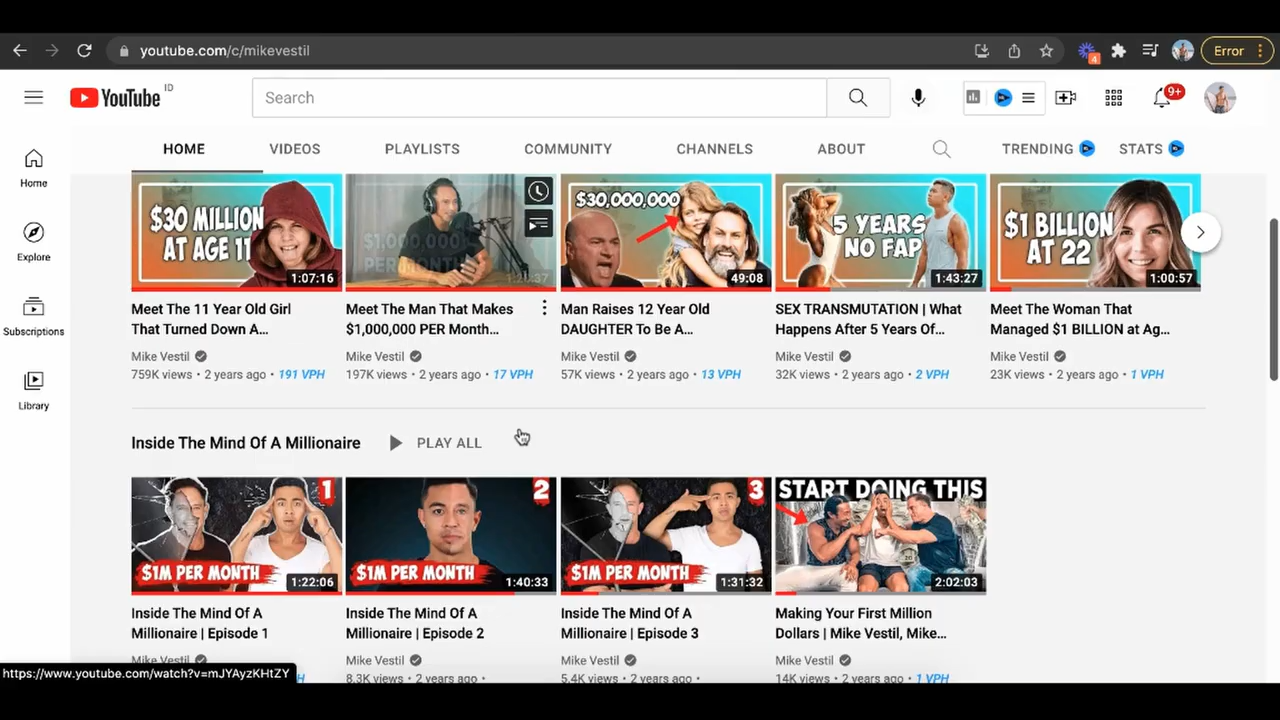 youtube.com/c/mikevestil
4
Error
YouTube ID
Search
9+
HOME
VIDEOS
PLAYLISTS
COMMUNITY
CHANNELS
ABOUT
TRENDING
STATS
Home
Explore
Subscriptions
Library
$30 MILLION
AT AGE 11
1:07:16
$1,000,000
PER MONTH
$30,000,000
49:08
5 YEARS
NO FAP
1:43:27
$1 BILLION
AT 22
1:00:57
Meet The 11 Year Old Girl
That Turned Down A...
Mike Vestil
759K views • 2 years ago • 191 VPH
Meet The Man That Makes
$1,000,000 PER Month...
Mike Vestil
197K views • 2 years ago • 17 VPH
Man Raises 12 Year Old
DAUGHTER To Be A...
Mike Vestil
57K views • 2 years ago • 13 VPH
SEX TRANSMUTATION | What
Happens After 5 Years Of...
Mike Vestil
32K views • 2 years ago • 2 VPH
Meet The Woman That
Managed $1 BILLION at Ag...
Mike Vestil
23K views • 2 years ago • 1 VPH
Inside The Mind Of A Millionaire
PLAY ALL
1
$1M PER MONTH
1:22:06
2
$1M PER MONTH
1:40:33
3
$1M PER MONTH
1:31:32
START DOING THIS
2:02:03
Inside The Mind Of A
Millionaire | Episode 1
Mike Vestil
Inside The Mind Of A
Millionaire | Episode 2
Mike Vestil
8.3K views • 2 years ago •
Inside The Mind Of A
Millionaire | Episode 3
Mike Vestil
5.4K views • 2 years ago •
Making Your First Million
Dollars | Mike Vestil, Mike...
Mike Vestil
14K views • 2 years ago • 1 VPH
https://www.youtube.com/watch?v=mJYAyzKHtZY